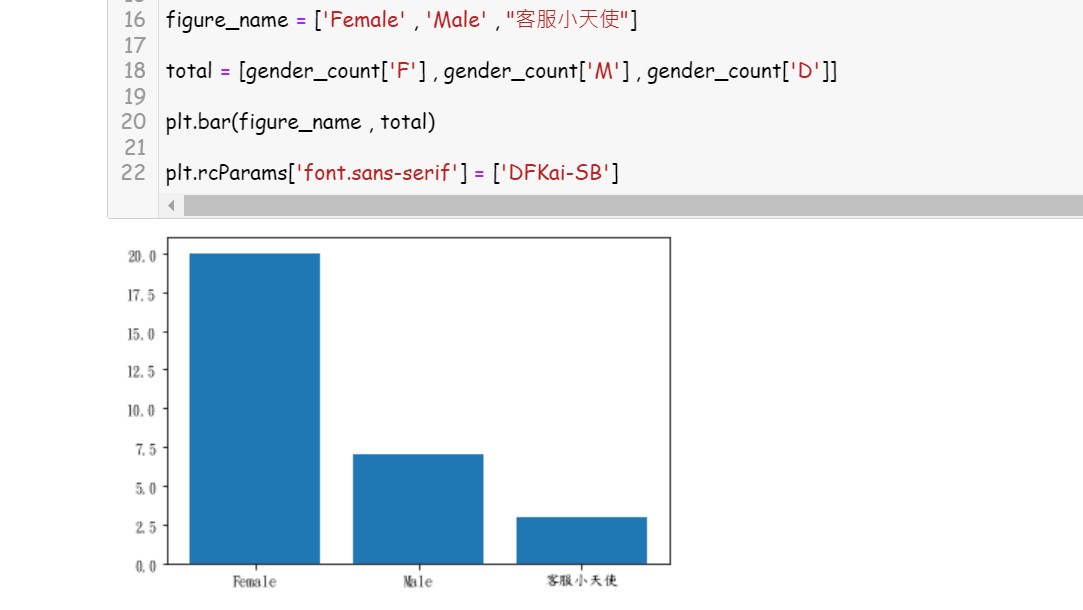 16 figure_name = ['Female' , 'Male' , "客服小天使"]
17
18 total = [gender_count['F'] , gender_count['M'] , gender_count['D']]
19
20 plt.bar(figure_name , total)
21
22 plt.rcParams['font.sans-serif'] = ['DFKai-SB']
20.0
17.5
15.0
12.5
10.0
7.5
5.0
2.5
0.0
Female Male 客服小天使